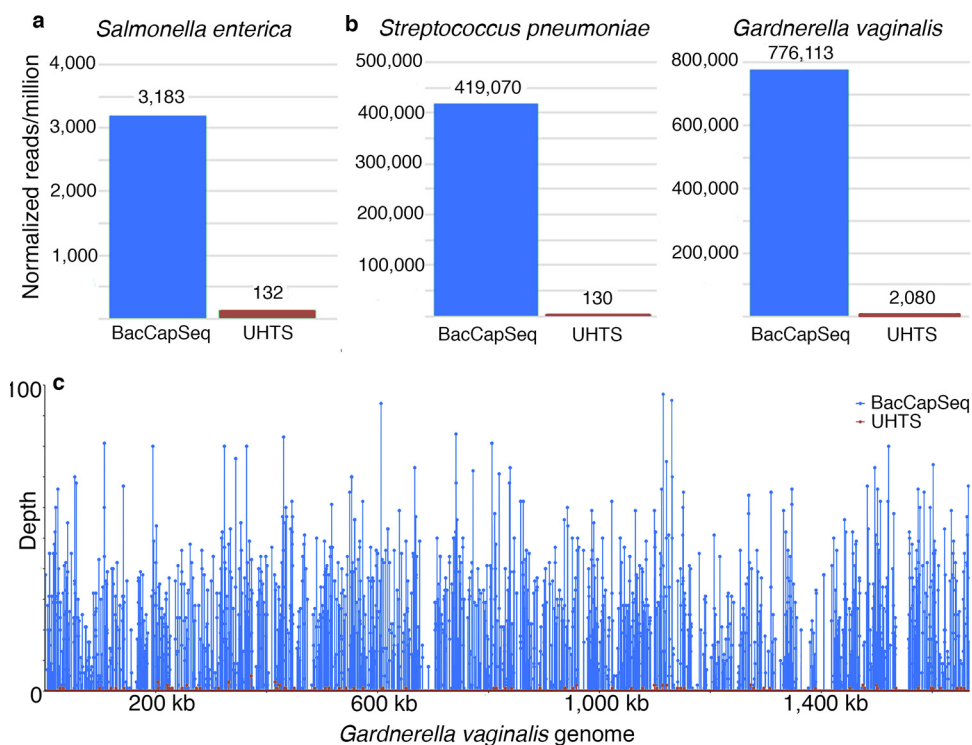 a
Salmonella enterica
b
Streptococcus pneumoniae
Gardnerella vaginalis
Normalized reads/million
4,000
3,000
2,000
1,000
3,183
132
BacCapSeq
UHTS
500,000
400,000
300,000
200,000
100,000
419,070
130
BacCapSeq
UHTS
800,000
600,000
400,000
200,000
776,113
2,080
BacCapSeq
UHTS
c
100
Depth
0
BacCapSeq
UHTS
200 kb
600 kb
1,000 kb
1,400 kb
Gardnerella vaginalis genome